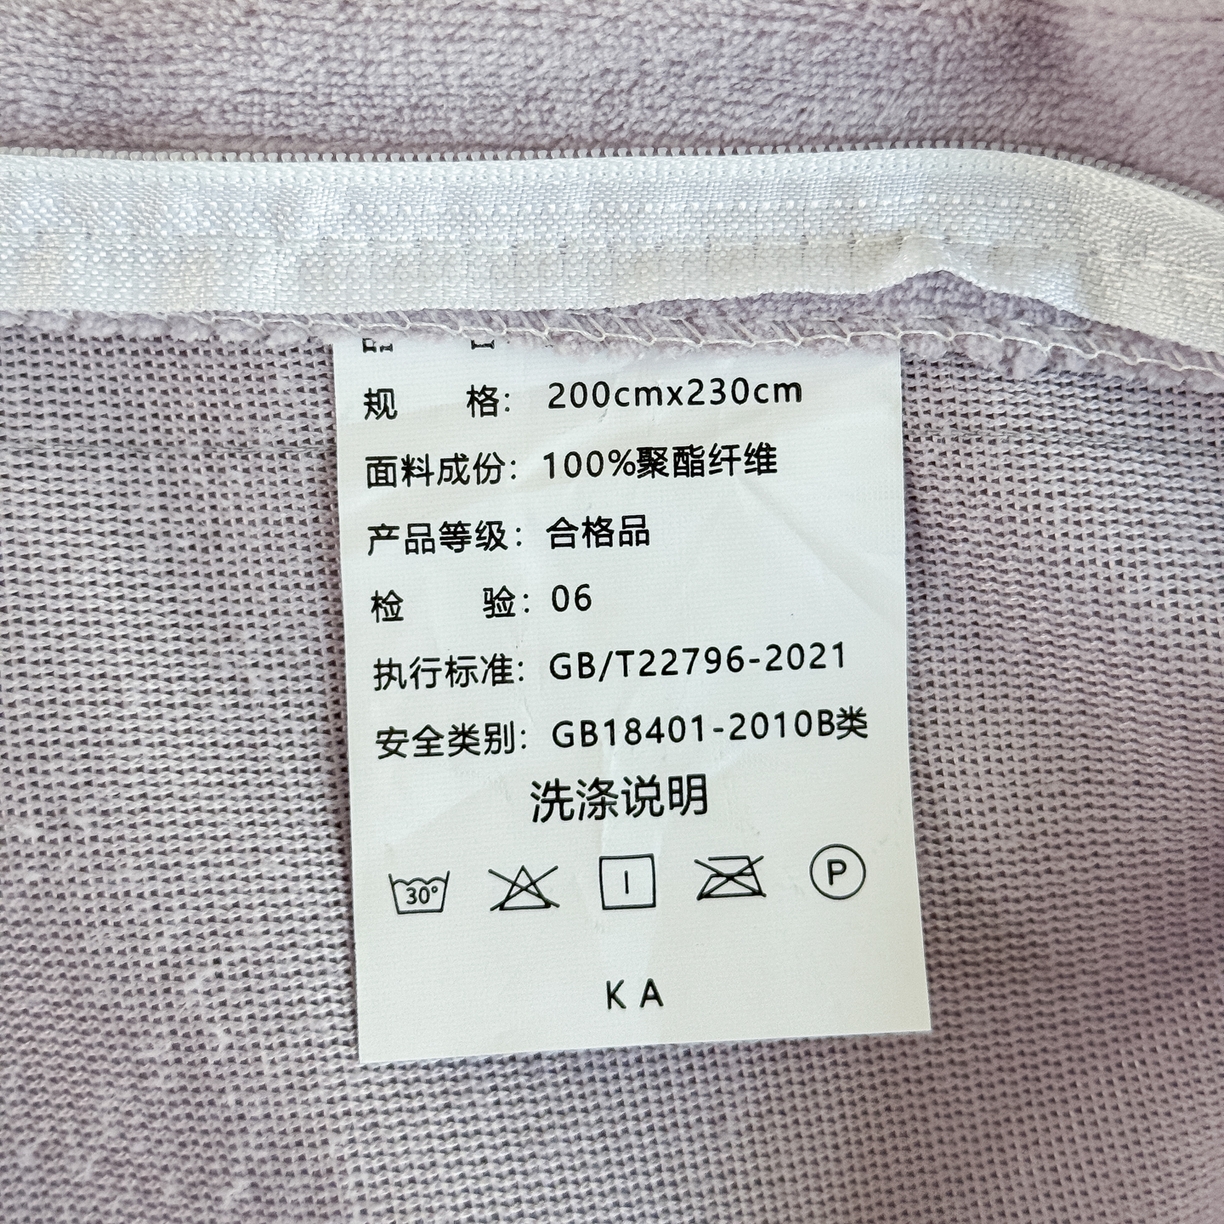 规 格: 200cmx230cm
面料成份: 100%聚酯纤维
产品等级: 合格品
检 验: 06
执行标准: GB/T22796-2021
安全类别: GB18401-2010B类
洗涤说明
30°
P
K A